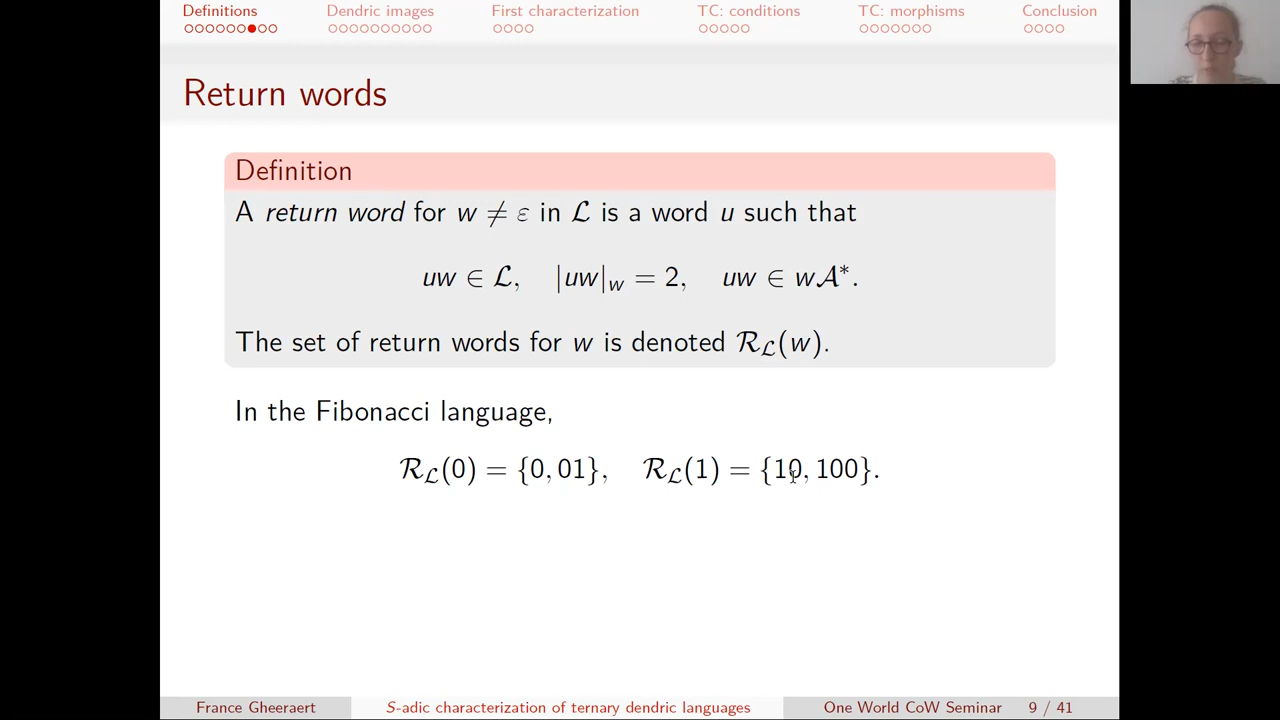 Definitions Dendric images First characterization TC: conditions TC: morphisms Conclusion
Return words
Definition
A return word for w ≠ ε in ℒ is a word u such that
uw ∈ ℒ, |uw|_w = 2, uw ∈ w𝒜*.
The set of return words for w is denoted ℛ_ℒ(w).
In the Fibonacci language,
ℛ_ℒ(0) = {0, 01}, ℛ_ℒ(1) = {10, 100}.
France Gheeraert S-adic characterization of ternary dendric languages One World CoW Seminar 9 / 41